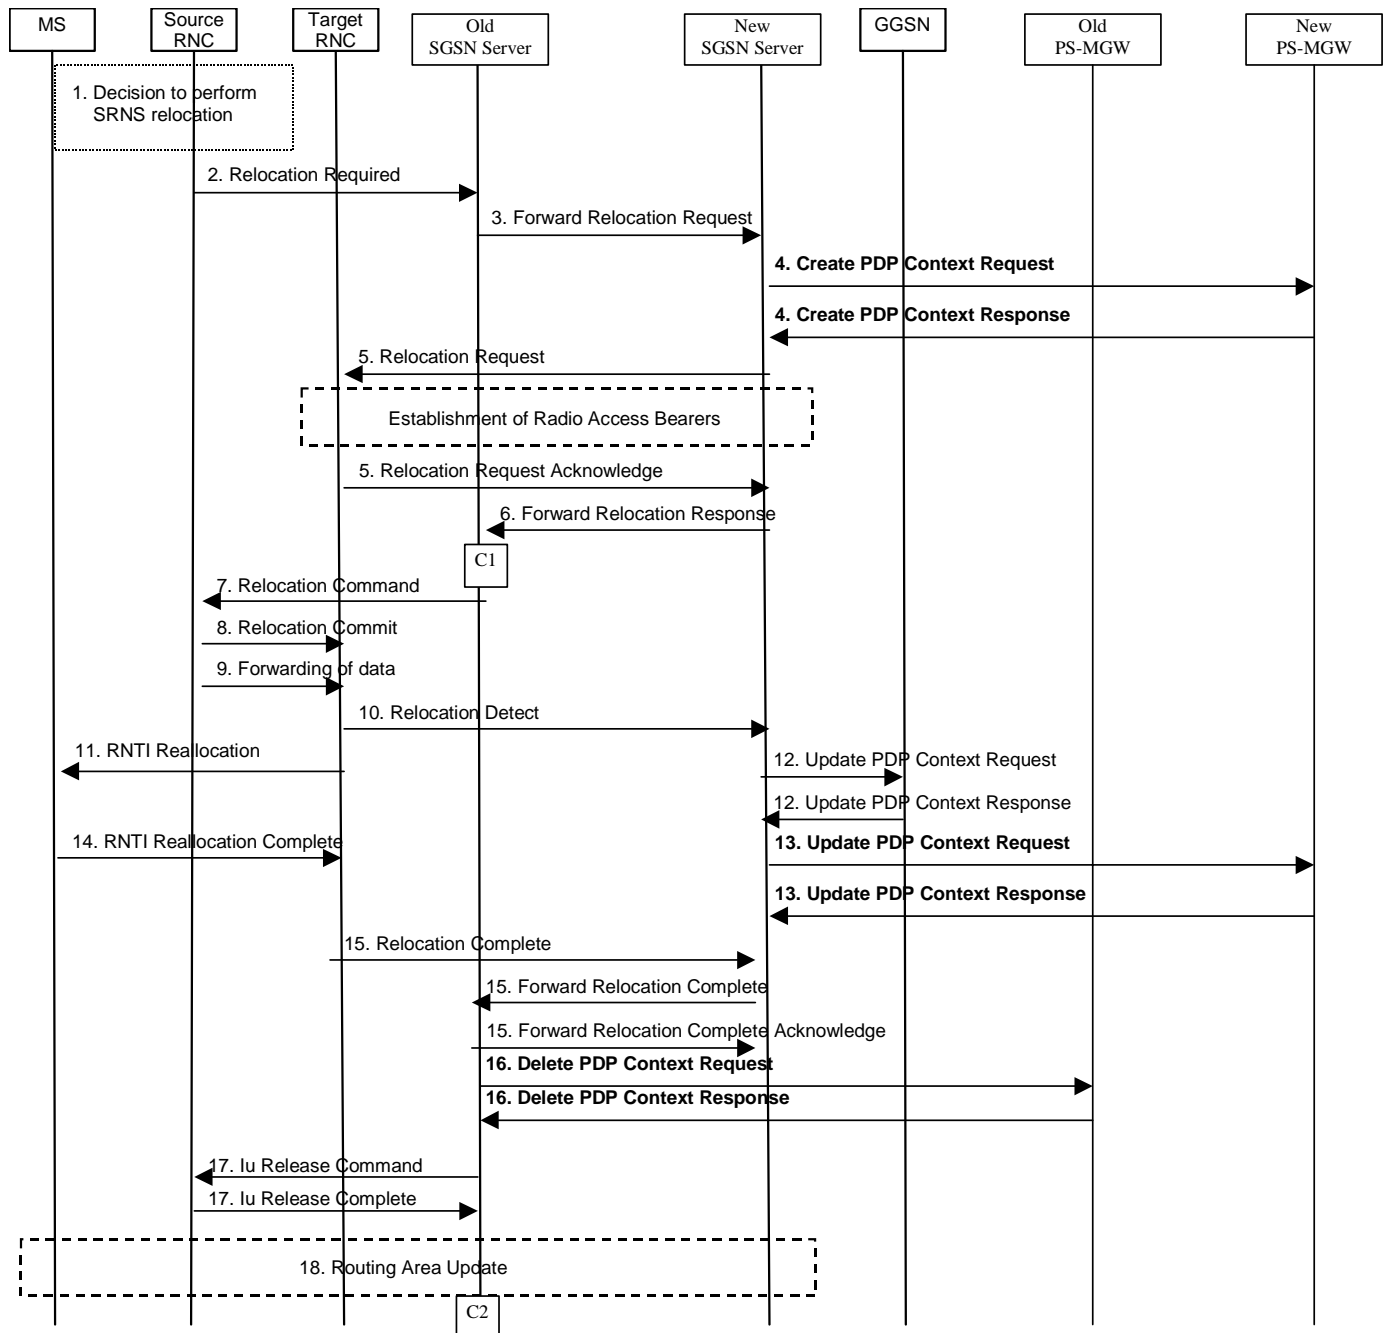 MS
Source
RNC
Target
RNC
Old
SGSN Server
New
SGSN Server
GGSN
Old
PS-MGW
New
PS-MGW
1. Decision to perform
SRNS relocation
2. Relocation Required
3. Forward Relocation Request
4. Create PDP Context Request
4. Create PDP Context Response
5. Relocation Request
Establishment of Radio Access Bearers
5. Relocation Request Acknowledge
6. Forward Relocation Response
C1
7. Relocation Command
8. Relocation Commit
9. Forwarding of data
10. Relocation Detect
11. RNTI Reallocation
12. Update PDP Context Request
12. Update PDP Context Response
14. RNTI Reallocation Complete
13. Update PDP Context Request
13. Update PDP Context Response
15. Relocation Complete
15. Forward Relocation Complete
15. Forward Relocation Complete Acknowledge
16. Delete PDP Context Request
16. Delete PDP Context Response
17. Iu Release Command
17. Iu Release Complete
18. Routing Area Update
C2